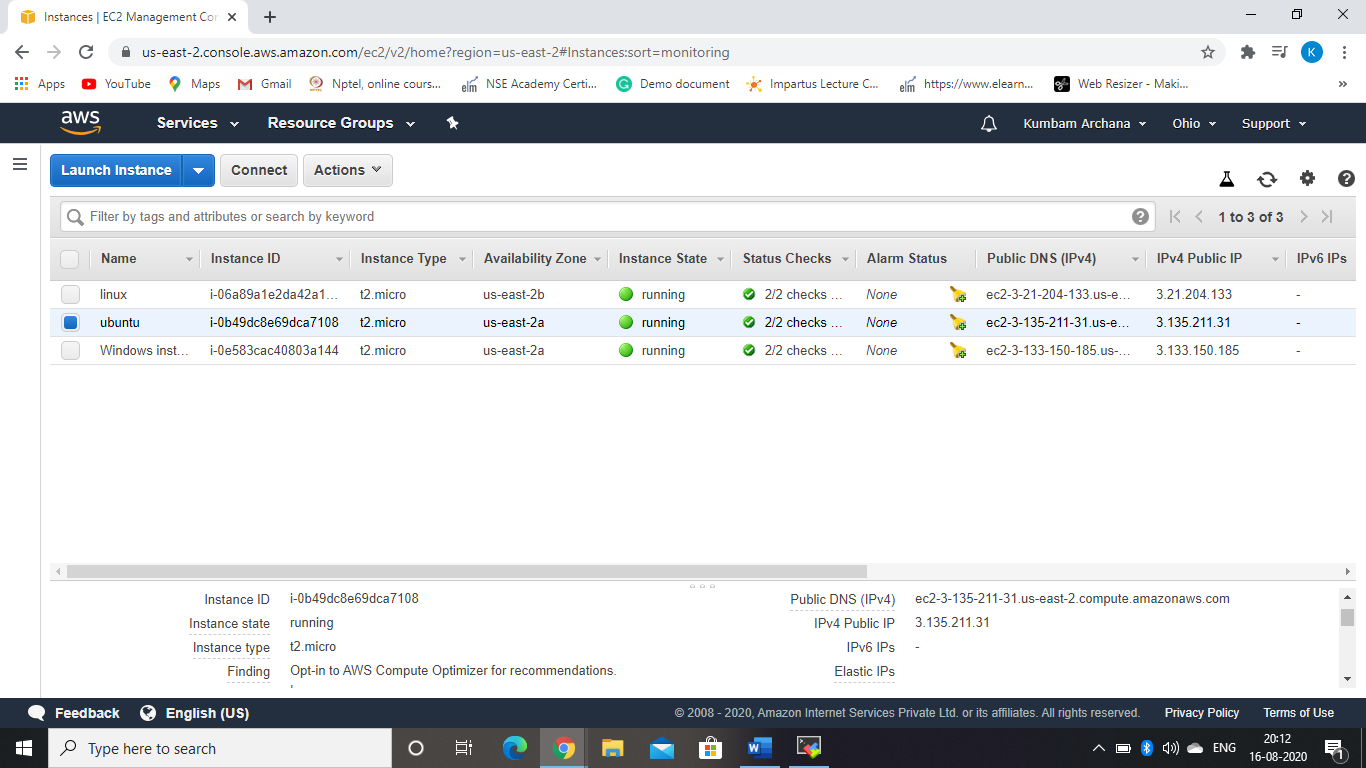 Instances | EC2 Management Con
us-east-2.console.aws.amazon.com/ec2/v2/home?region=us-east-2#Instances:sort=monitoring
K
Apps YouTube Maps Gmail Nptel, online cours... NSE Academy Certi... Demo document Impartus Lecture C... https://www.elearn... Web Resizer - Maki... »
aws Services Resource Groups Kumbam Archana Ohio Support
Launch Instance Connect Actions
Filter by tags and attributes or search by keyword ? 1 to 3 of 3
Name Instance ID Instance Type Availability Zone Instance State Status Checks Alarm Status Public DNS (IPv4) IPv4 Public IP IPv6 IPs
linux i-06a89a1e2da42a1... t2.micro us-east-2b running 2/2 checks ... None ec2-3-21-204-133.us-e... 3.21.204.133 -
ubuntu i-0b49dc8e69dca7108 t2.micro us-east-2a running 2/2 checks ... None ec2-3-135-211-31.us-e... 3.135.211.31 -
Windows inst... i-0e583cac40803a144 t2.micro us-east-2a running 2/2 checks ... None ec2-3-133-150-185.us-... 3.133.150.185 -
Instance ID i-0b49dc8e69dca7108 Public DNS (IPv4) ec2-3-135-211-31.us-east-2.compute.amazonaws.com
Instance state running IPv4 Public IP 3.135.211.31
Instance type t2.micro IPv6 IPs -
Finding Opt-in to AWS Compute Optimizer for recommendations. Elastic IPs
Feedback English (US) © 2008 - 2020, Amazon Internet Services Private Ltd. or its affiliates. All rights reserved. Privacy Policy Terms of Use
Type here to search ENG 20:12
16-08-2020 1